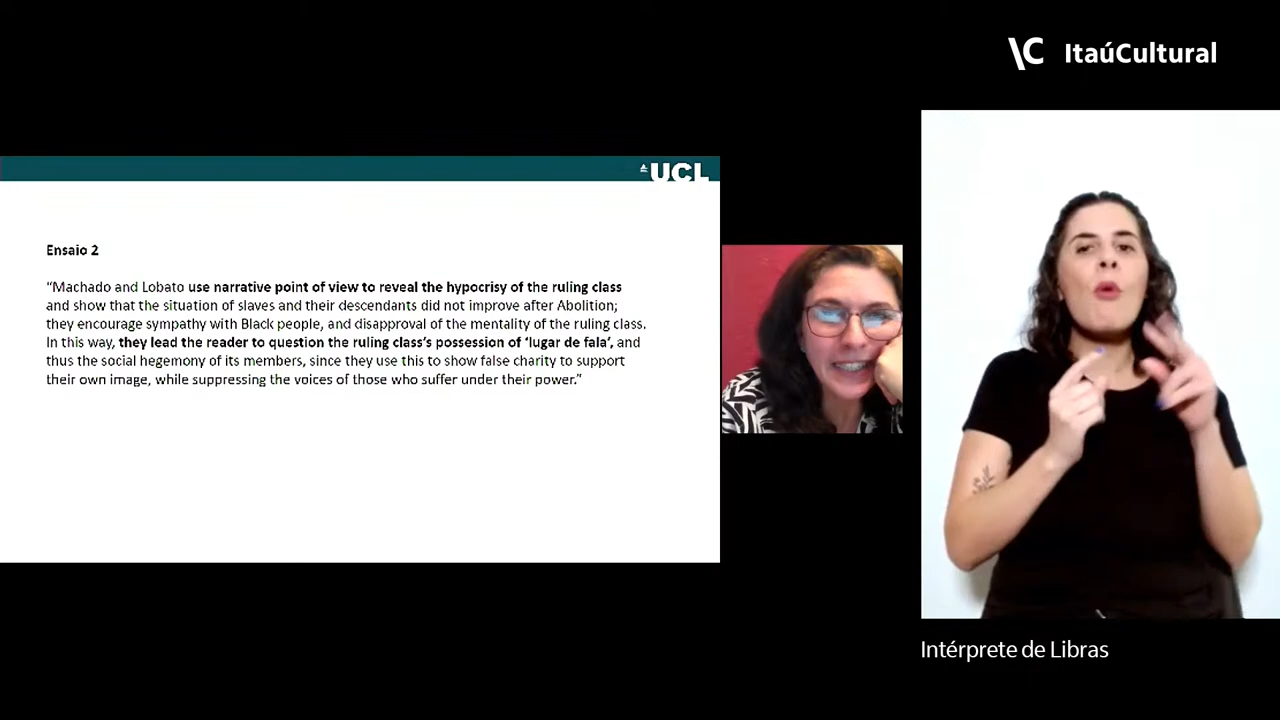 \C ItaúCultural
UCL
Ensaio 2
“Machado and Lobato use narrative point of view to reveal the hypocrisy of the ruling class
and show that the situation of slaves and their descendants did not improve after Abolition;
they encourage sympathy with Black people, and disapproval of the mentality of the ruling class.
In this way, they lead the reader to question the ruling class’s possession of ‘lugar de fala’, and
thus the social hegemony of its members, since they use this to show false charity to support
their own image, while suppressing the voices of those who suffer under their power.”
Intérprete de Libras